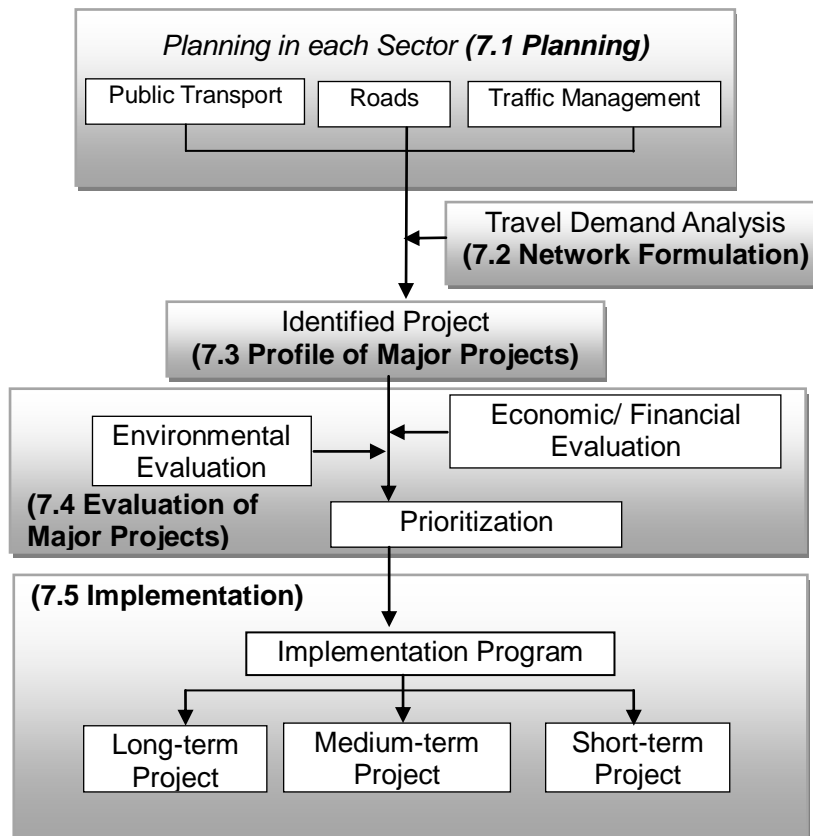 Planning in each Sector (7.1 Planning)
Public Transport
Roads
Traffic Management
Travel Demand Analysis
(7.2 Network Formulation)
Identified Project
(7.3 Profile of Major Projects)
Environmental
Evaluation
Economic/ Financial
Evaluation
(7.4 Evaluation of
Major Projects)
Prioritization
(7.5 Implementation)
Implementation Program
Long-term
Project
Medium-term
Project
Short-term
Project